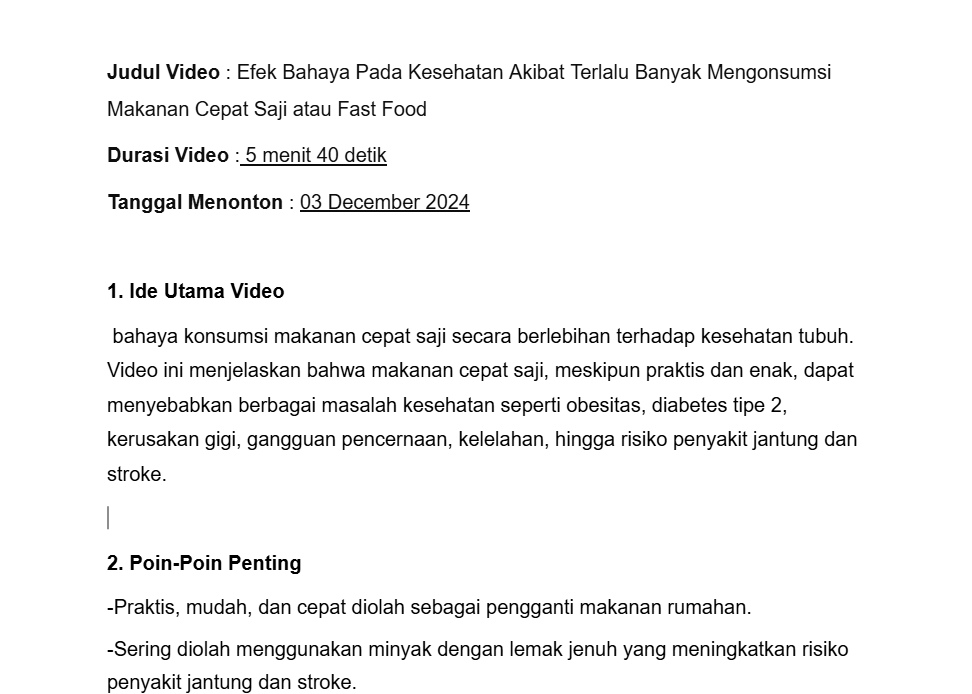 Judul Video : Efek Bahaya Pada Kesehatan Akibat Terlalu Banyak Mengonsumsi
Makanan Cepat Saji atau Fast Food
Durasi Video : 5 menit 40 detik
Tanggal Menonton : 03 December 2024
1. Ide Utama Video
bahaya konsumsi makanan cepat saji secara berlebihan terhadap kesehatan tubuh.
Video ini menjelaskan bahwa makanan cepat saji, meskipun praktis dan enak, dapat
menyebabkan berbagai masalah kesehatan seperti obesitas, diabetes tipe 2,
kerusakan gigi, gangguan pencernaan, kelelahan, hingga risiko penyakit jantung dan
stroke.
2. Poin-Poin Penting
-Praktis, mudah, dan cepat diolah sebagai pengganti makanan rumahan.
-Sering diolah menggunakan minyak dengan lemak jenuh yang meningkatkan risiko
penyakit jantung dan stroke.